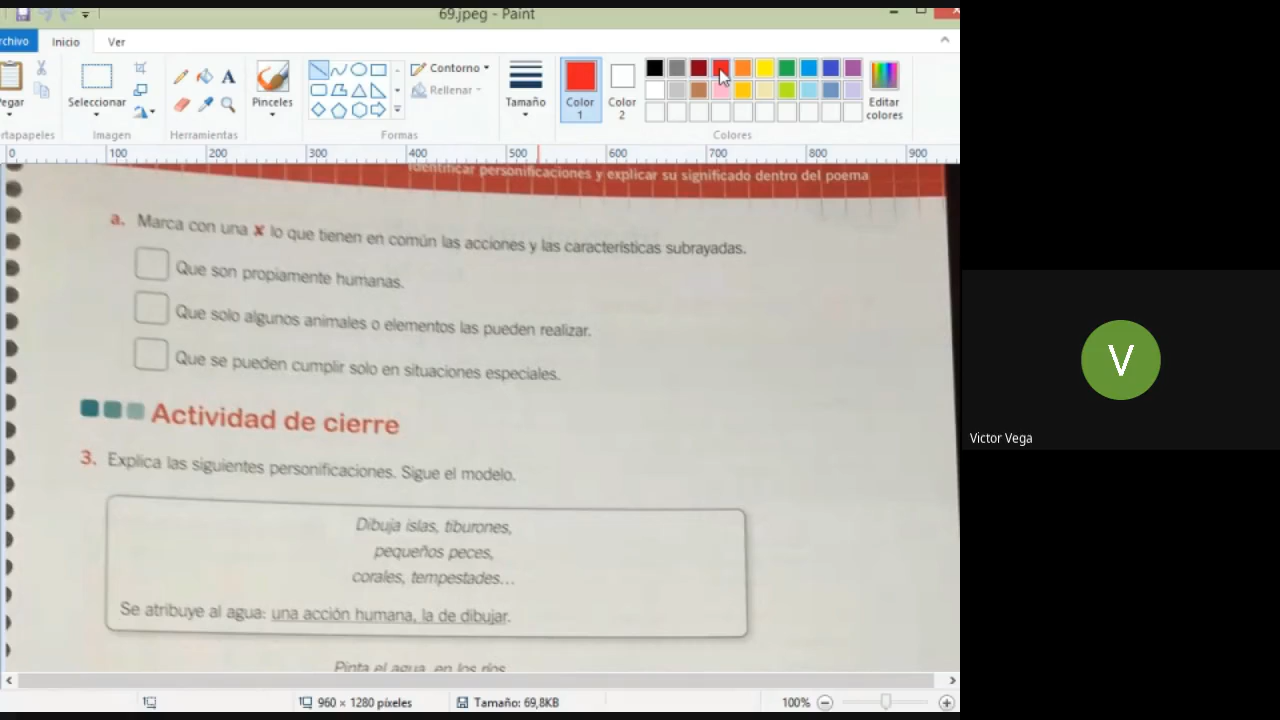 69.jpeg - Paint
rchivo Inicio Ver
egar Seleccionar Pinceles Contorno Rellenar Tamaño Color 1 Color 2 Editar colores
rtapapeles Imagen Herramientas Formas Colores
0 100 200 300 400 500 600 700 800 900
Identificar personificaciones y explicar su significado dentro del poema
a. Marca con una x lo que tienen en común las acciones y las características subrayadas.
Que son propiamente humanas.
Que solo algunos animales o elementos las pueden realizar.
Que se pueden cumplir solo en situaciones especiales.
Actividad de cierre
3. Explica las siguientes personificaciones. Sigue el modelo.
Dibuja islas, tiburones,
pequeños peces,
corales, tempestades...
Se atribuye al agua: una acción humana, la de dibujar.
Pinta el agua, en los ríos
960 × 1280 píxeles Tamaño: 69,8KB 100%
V
Victor Vega